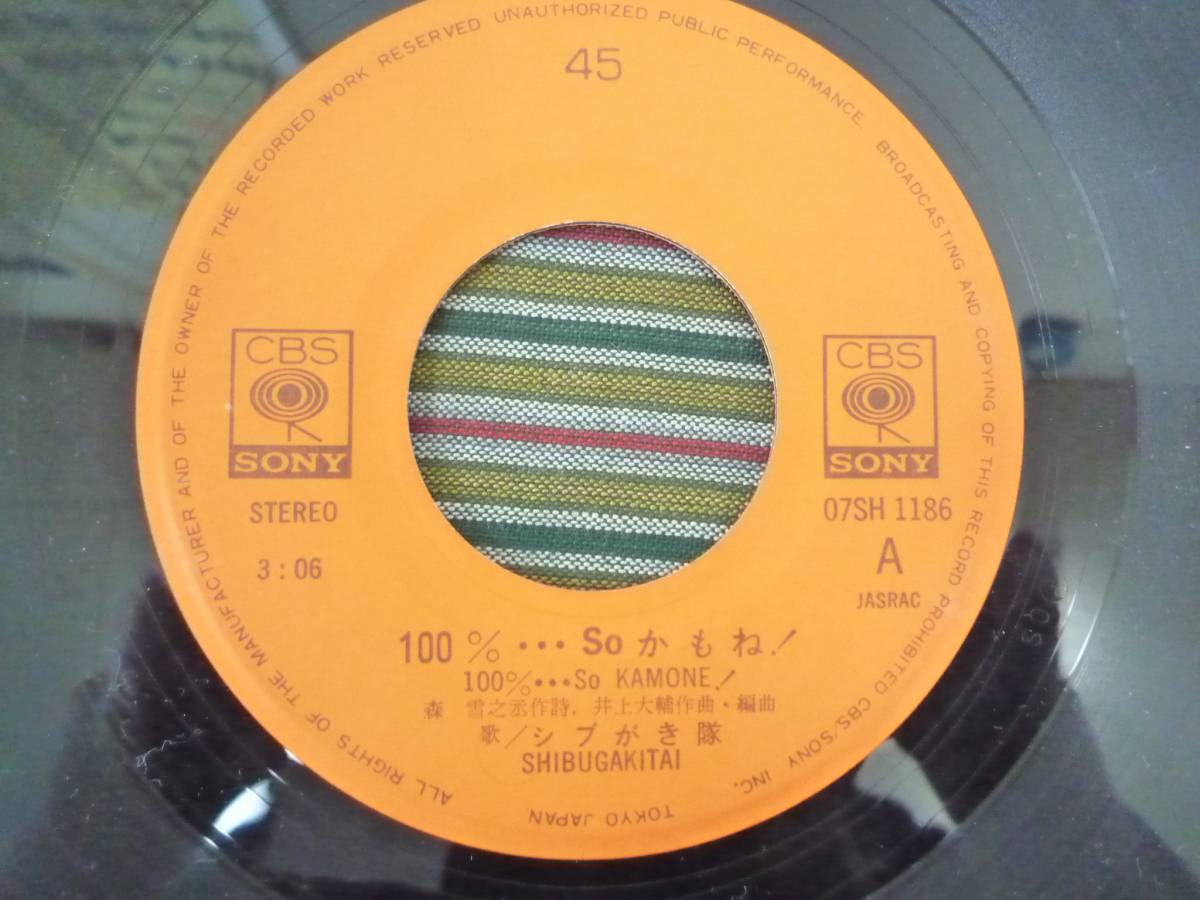 45
ALL RIGHTS OF THE MANUFACTURER AND OF THE OWNER OF THE RECORDED WORK RESERVED UNAUTHORIZED PUBLIC PERFORMANCE. BROADCASTING AND COPYING OF THIS RECORD PROHIBITED CBS/SONY INC.
TOKYO JAPAN
CBS
SONY
STEREO
3:06
CBS
SONY
07SH 1186
A
JASRAC
100%…Soかもね!
100%…So KAMONE!
森 雪之丞作詩, 井上大輔作曲・編曲
歌/シブがき隊
SHIBUGAKITAI